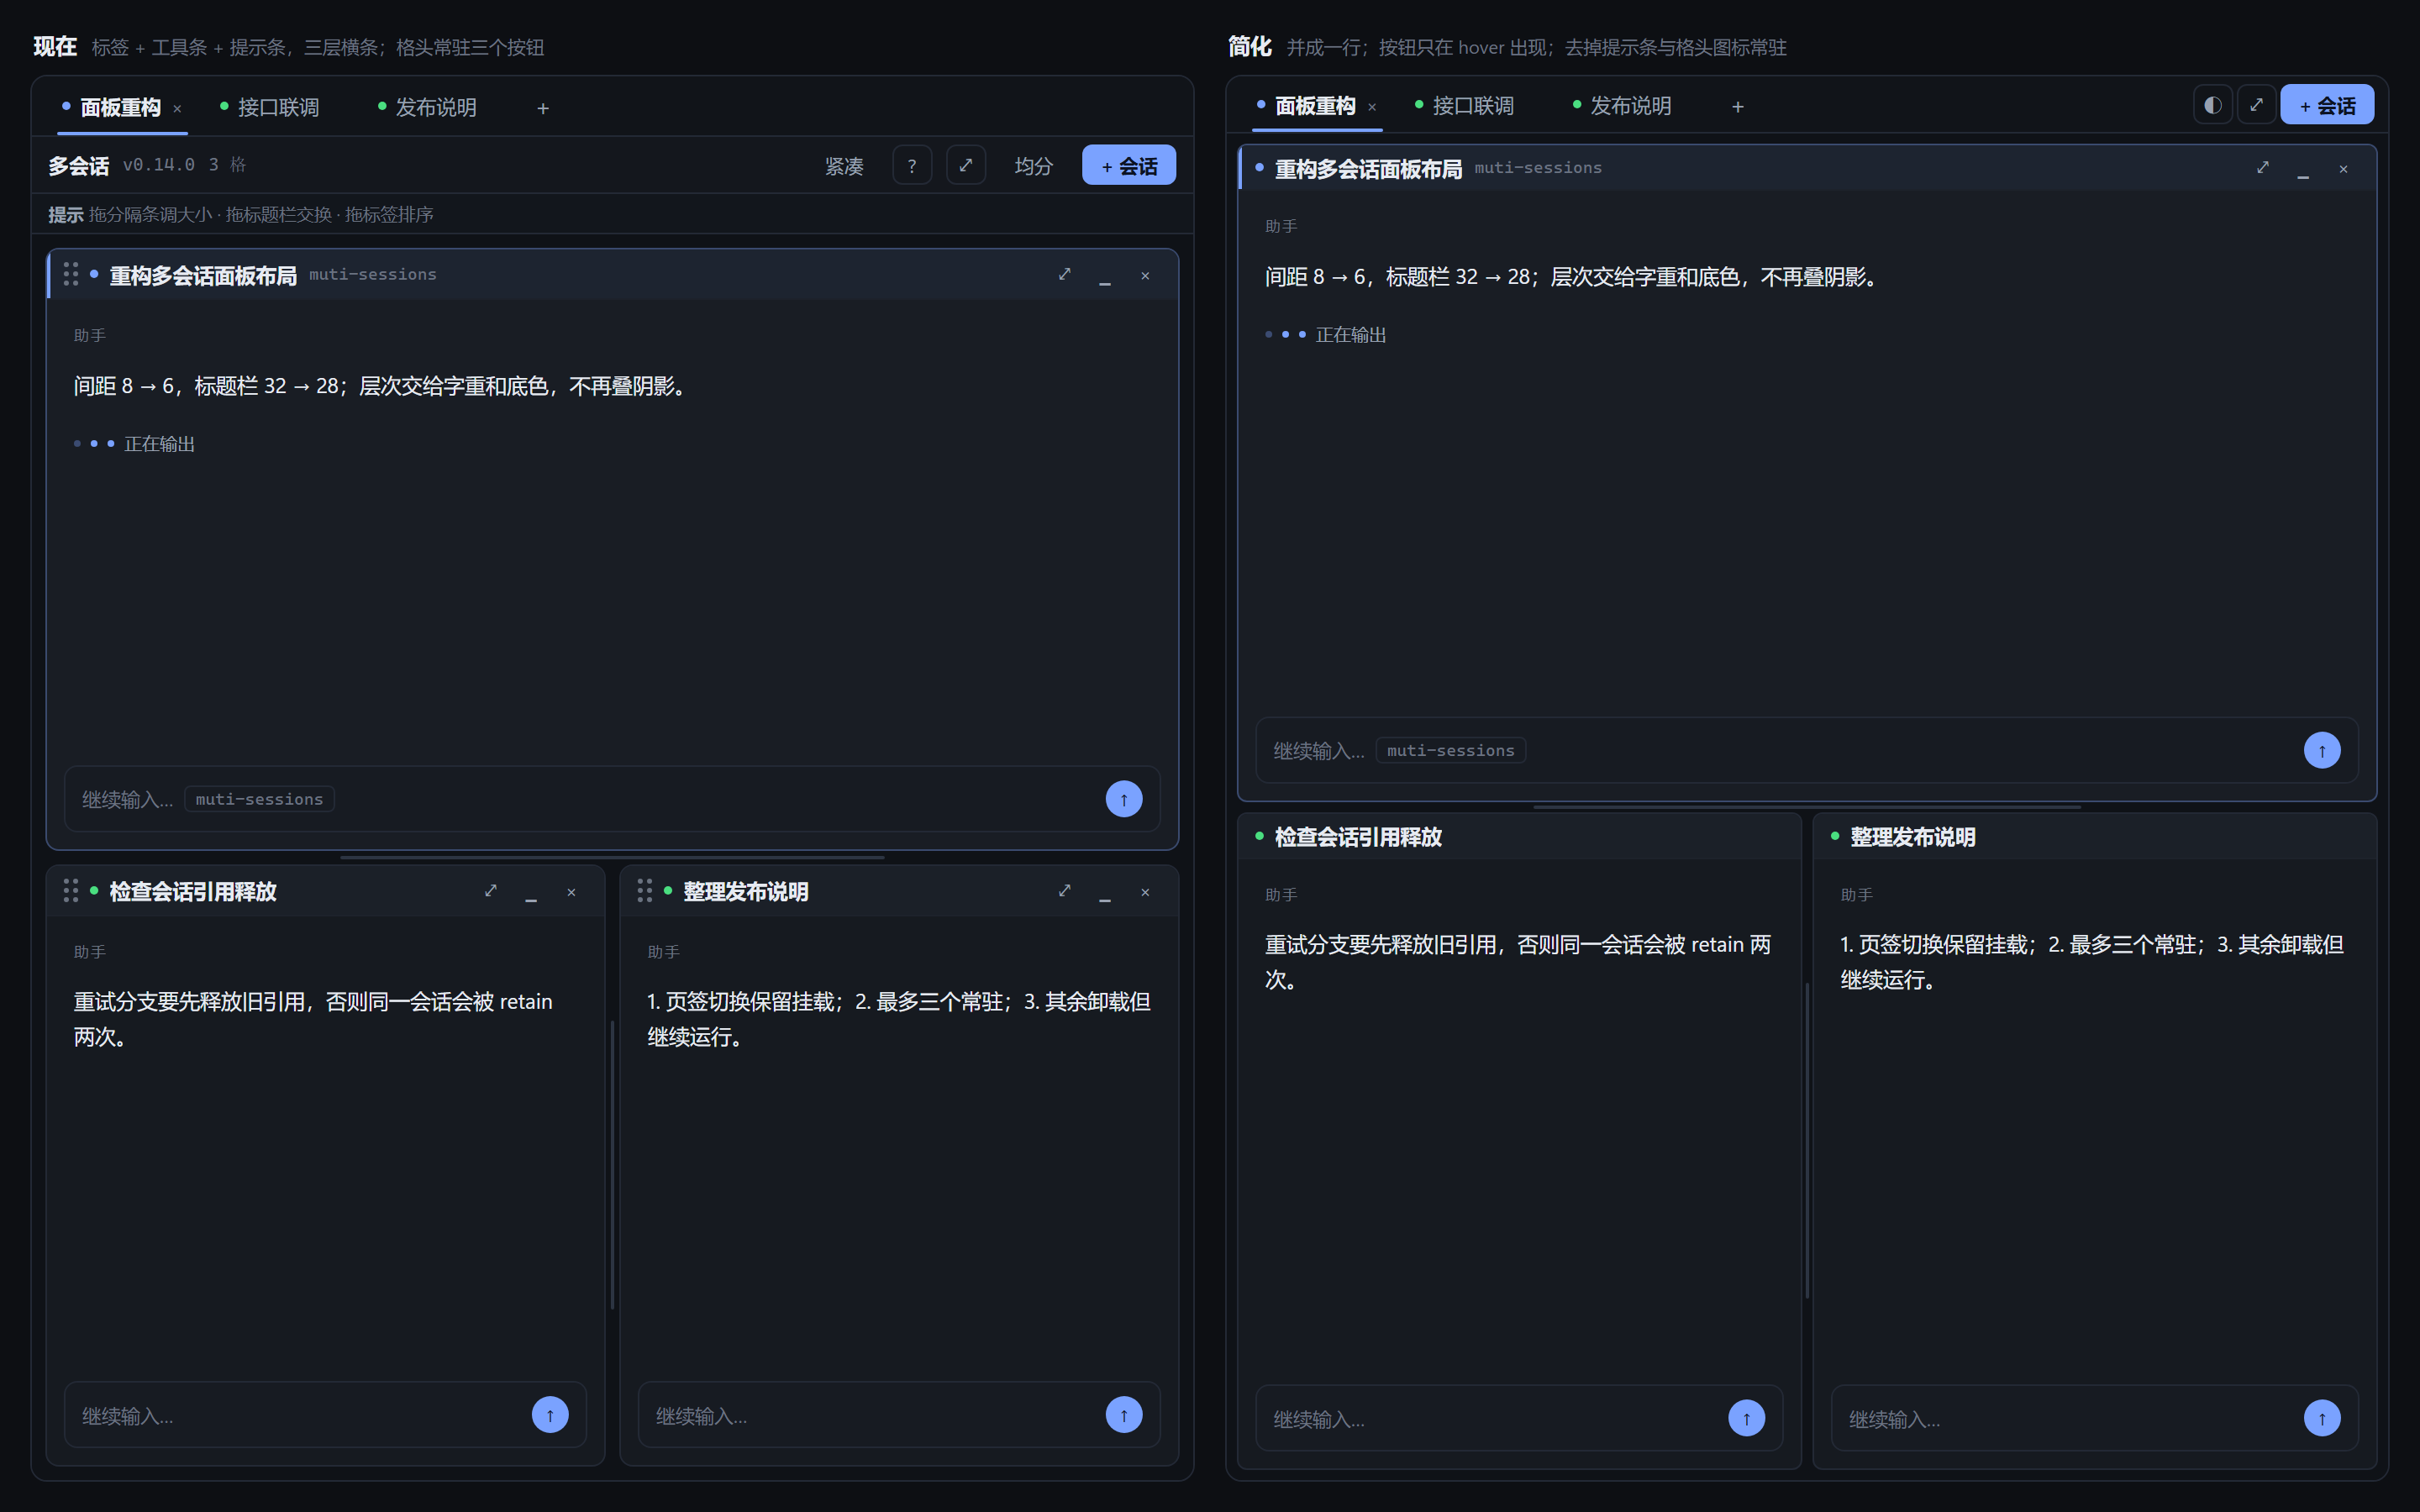 现在 标签 + 工具条 + 提示条，三层横条；格头常驻三个按钮
面板重构 × 接口联调 发布说明 +
多会话 v0.14.0 3 格 紧凑 ? ⤢ 均分 + 会话
提示 拖分隔条调大小 · 拖标题栏交换 · 拖标签排序
重构多会话面板布局 muti-sessions ⤢ _ ×
助手
间距 8 → 6，标题栏 32 → 28；层次交给字重和底色，不再叠阴影。
正在输出
继续输入... muti-sessions ↑
检查会话引用释放 ⤢ _ ×
助手
重试分支要先释放旧引用，否则同一会话会被 retain
两次。
继续输入... ↑
整理发布说明 ⤢ _ ×
助手
1. 页签切换保留挂载；2. 最多三个常驻；3. 其余卸载但
继续运行。
继续输入... ↑
简化 并成一行；按钮只在 hover 出现；去掉提示条与格头图标常驻
面板重构 × 接口联调 发布说明 + ◐ ⤢ + 会话
重构多会话面板布局 muti-sessions ⤢ _ ×
助手
间距 8 → 6，标题栏 32 → 28；层次交给字重和底色，不再叠阴影。
正在输出
继续输入... muti-sessions ↑
检查会话引用释放
助手
重试分支要先释放旧引用，否则同一会话会被 retain 两
次。
继续输入... ↑
整理发布说明
助手
1. 页签切换保留挂载；2. 最多三个常驻；3. 其余卸载但
继续运行。
继续输入... ↑